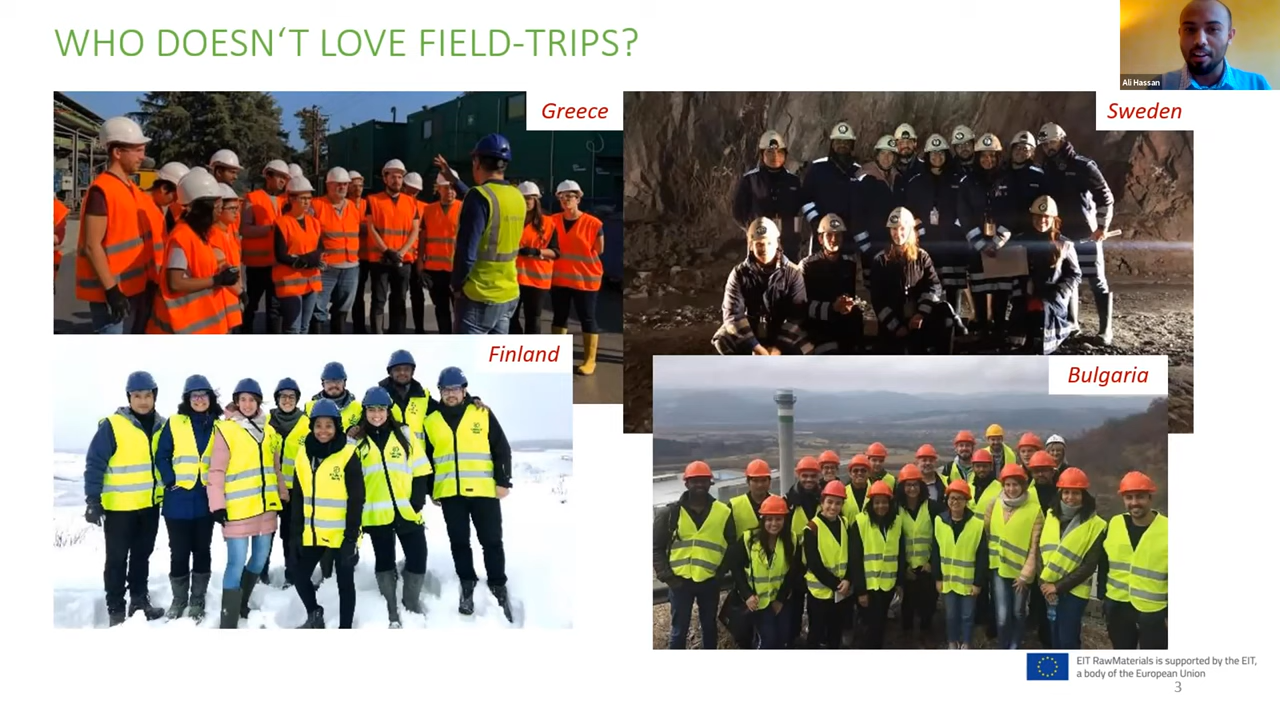 WHO DOESN‘T LOVE FIELD-TRIPS?
Ali Hassan
Greece
Sweden
Finland
Bulgaria
EIT RawMaterials is supported by the EIT,
a body of the European Union
3